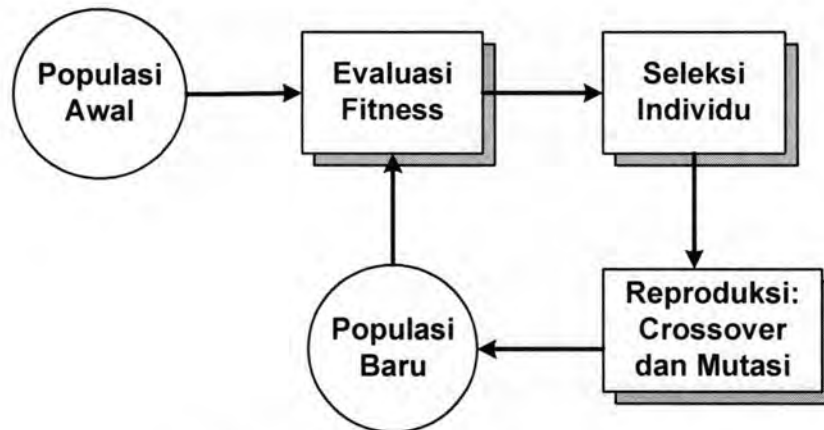 Populasi
Awal
Evaluasi
Fitness
Seleksi
Individu
Reproduksi:
Crossover
dan Mutasi
Populasi
Baru